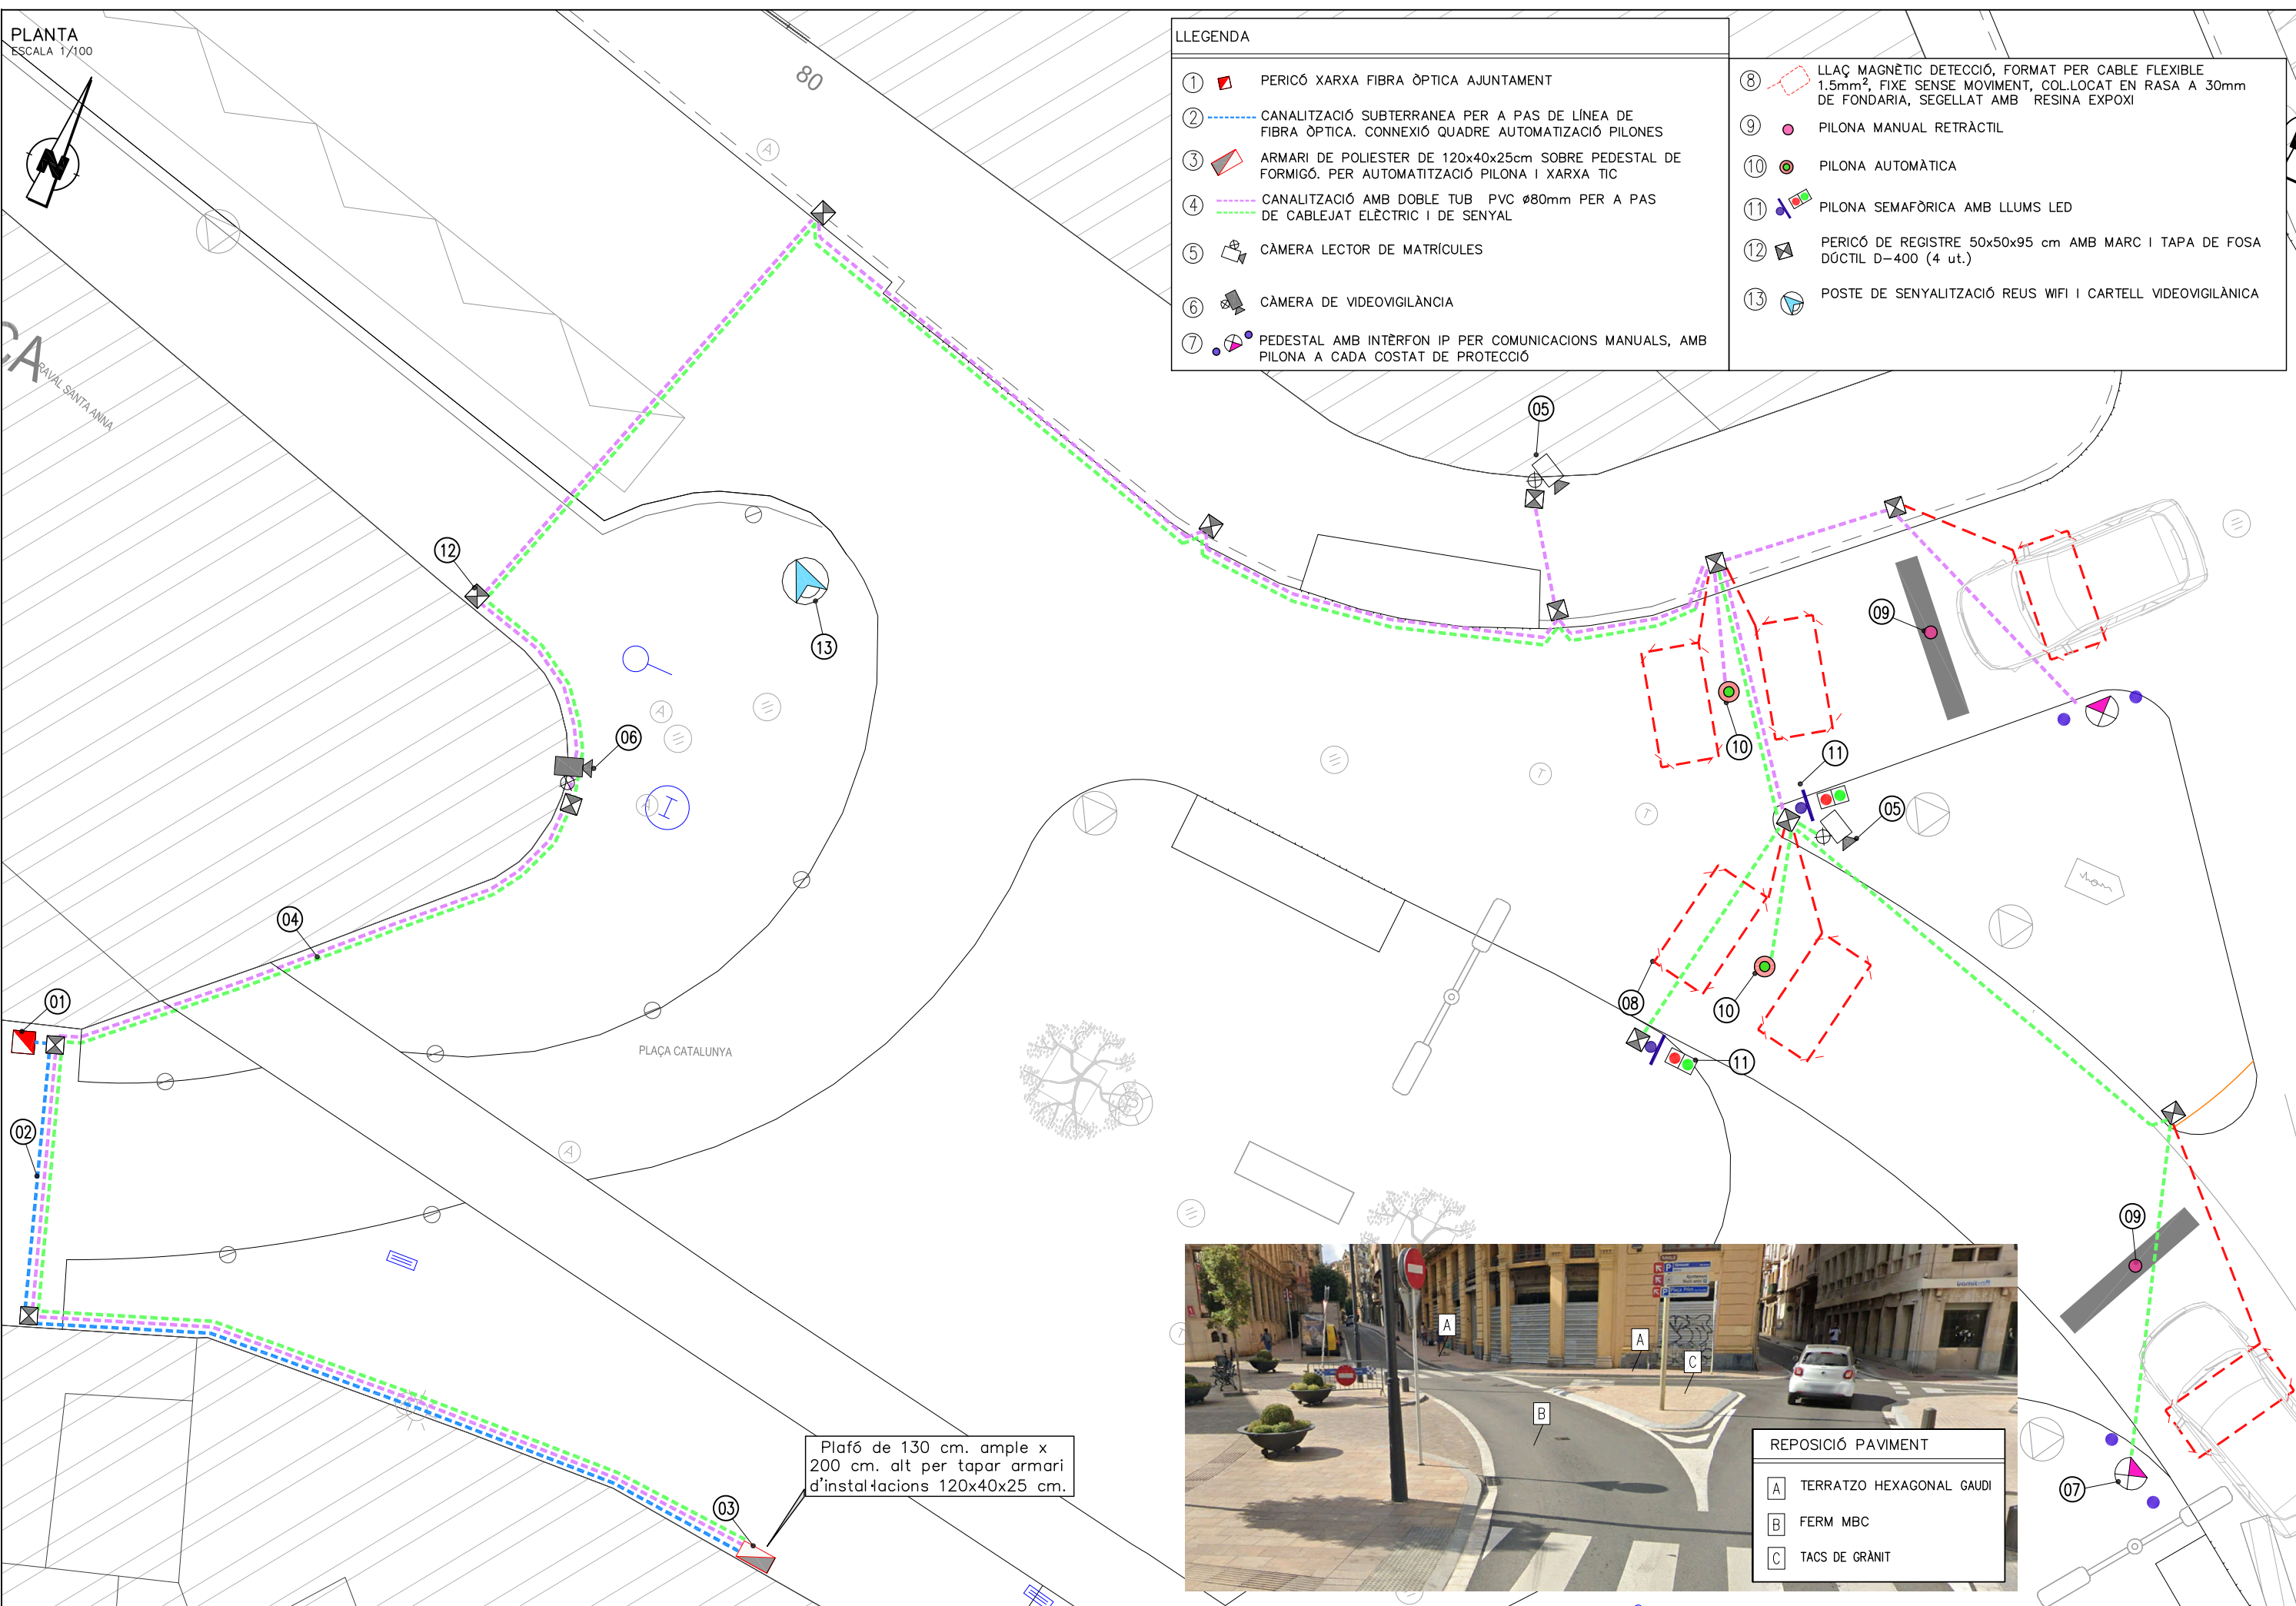 PLANTA
ESCALA 1/100
N
80
A
CA
RAVAL SANTA ANNA
LLEGENDA
1 PERICÓ XARXA FIBRA ÒPTICA AJUNTAMENT
2 CANALITZACIÓ SUBTERRANEA PER A PAS DE LÍNEA DE
FIBRA ÒPTICA. CONNEXIÓ QUADRE AUTOMATIZACIÓ PILONES
3 ARMARI DE POLIESTER DE 120x40x25cm SOBRE PEDESTAL DE
FORMIGÓ. PER AUTOMATITZACIÓ PILONA I XARXA TIC
4 CANALITZACIÓ AMB DOBLE TUB PVC ø80mm PER A PAS
DE CABLEJAT ELÈCTRIC I DE SENYAL
5 CÀMERA LECTOR DE MATRÍCULES
6 CÀMERA DE VIDEOVIGILÀNCIA
7 PEDESTAL AMB INTÈRFON IP PER COMUNICACIONS MANUALS, AMB
PILONA A CADA COSTAT DE PROTECCIÓ
8 LLAÇ MAGNÈTIC DETECCIÓ, FORMAT PER CABLE FLEXIBLE
1.5mm², FIXE SENSE MOVIMENT, COL.LOCAT EN RASA A 30mm
DE FONDARIA, SEGELLAT AMB RESINA EXPOXI
9 PILONA MANUAL RETRÀCTIL
10 PILONA AUTOMÀTICA
11 PILONA SEMAFÒRICA AMB LLUMS LED
12 PERICÓ DE REGISTRE 50x50x95 cm AMB MARC I TAPA DE FOSA
DÚCTIL D-400 (4 ut.)
13 POSTE DE SENYALITZACIÓ REUS WIFI I CARTELL VIDEOVIGILÀNICA
05
12
09
13
A
06
10
11
T
A
I
05
T
04
01
08
10
PLAÇA CATALUNYA
11
02
A
09
T
A
A
C
B
Plafó de 130 cm. ample x
200 cm. alt per tapar armari
d'instal·lacions 120x40x25 cm.
03
07
REPOSICIÓ PAVIMENT
A TERRATZO HEXAGONAL GAUDI
B FERM MBC
C TACS DE GRÀNIT